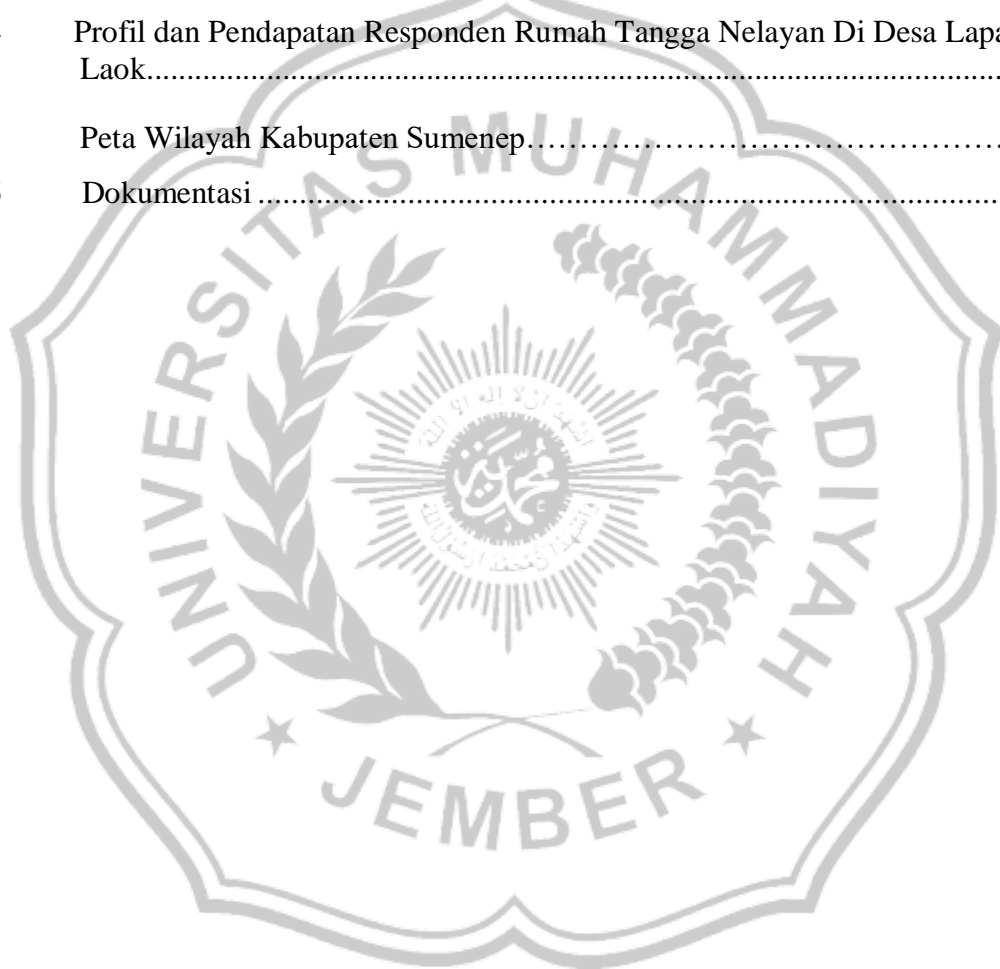 Profil dan Pendapatan Responden Rumah Tangga Nelayan Di Desa Lapa
Laok....................................................................................................
Peta Wilayah Kabupaten Sumenep……………………………………
Dokumentasi ........................................................................................
UNIVERSITAS MUHAMMADIYAH
JEMBER